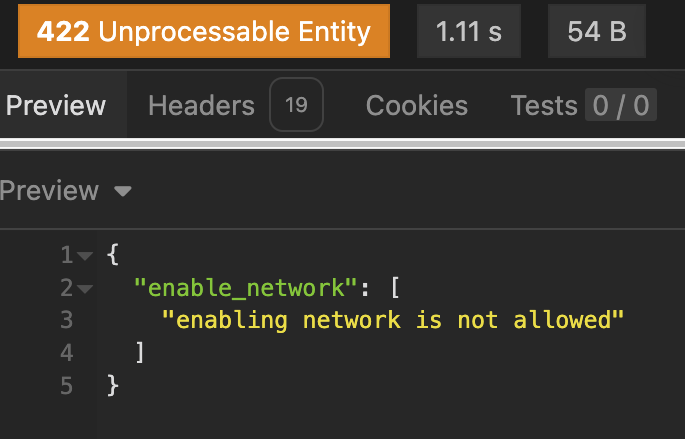 422 Unprocessable Entity 1.11 s 54 B
Preview Headers 19 Cookies Tests 0 / 0
Preview
1 {
2 "enable_network": [
3 "enabling network is not allowed"
4 ]
5 }